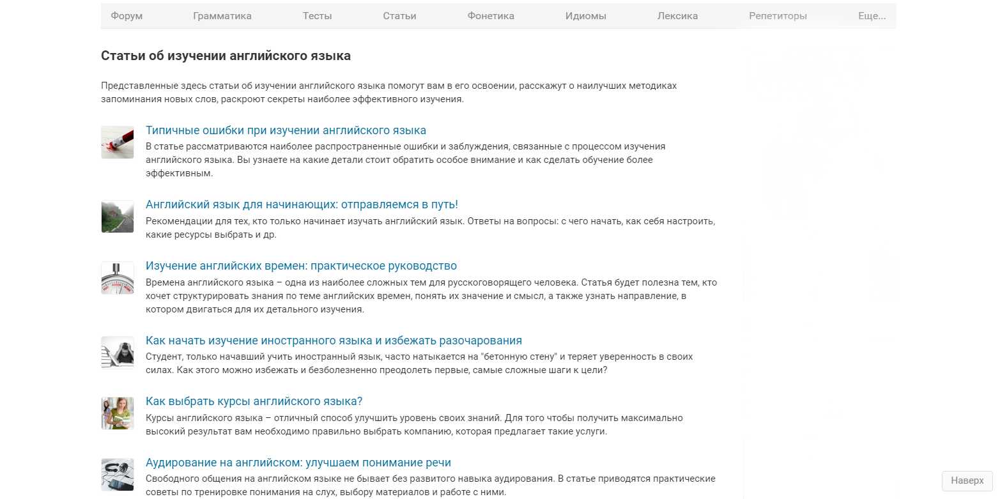 Форум Грамматика Тесты Статьи Фонетика Идиомы Лексика Репетиторы Еще...
Статьи об изучении английского языка
Представленные здесь статьи об изучении английского языка помогут вам в его освоении, расскажут о наилучших методиках
запоминания новых слов, раскроют секреты наиболее эффективного изучения.
Типичные ошибки при изучении английского языка
В статье рассматриваются наиболее распространенные ошибки и заблуждения, связанные с процессом изучения
английского языка. Вы узнаете на какие детали стоит обратить особое внимание и как сделать обучение более
эффективным.
Английский язык для начинающих: отправляемся в путь!
Рекомендации для тех, кто только начинает изучать английский язык. Ответы на вопросы: с чего начать, как себя настроить,
какие ресурсы выбрать и др.
Изучение английских времен: практическое руководство
Времена английского языка – одна из наиболее сложных тем для русскоговорящего человека. Статья будет полезна тем, кто
хочет структурировать знания по теме английских времен, понять их значение и смысл, а также узнать направление, в
котором двигаться для их детального изучения.
Как начать изучение иностранного языка и избежать разочарования
Студент, только начавший учить иностранный язык, часто натыкается на "бетонную стену" и теряет уверенность в своих
силах. Как этого можно избежать и безболезненно преодолеть первые, самые сложные шаги к цели?
Как выбрать курсы английского языка?
Курсы английского языка – отличный способ улучшить уровень своих знаний. Для того чтобы получить максимально
высокий результат вам необходимо правильно выбрать компанию, которая предлагает такие услуги.
Аудирование на английском: улучшаем понимание речи
Свободного общения на английском языке не бывает без развитого навыка аудирования. В статье приводятся практические
советы по тренировке понимания на слух, выбору материалов и работе с ними.
Наверх